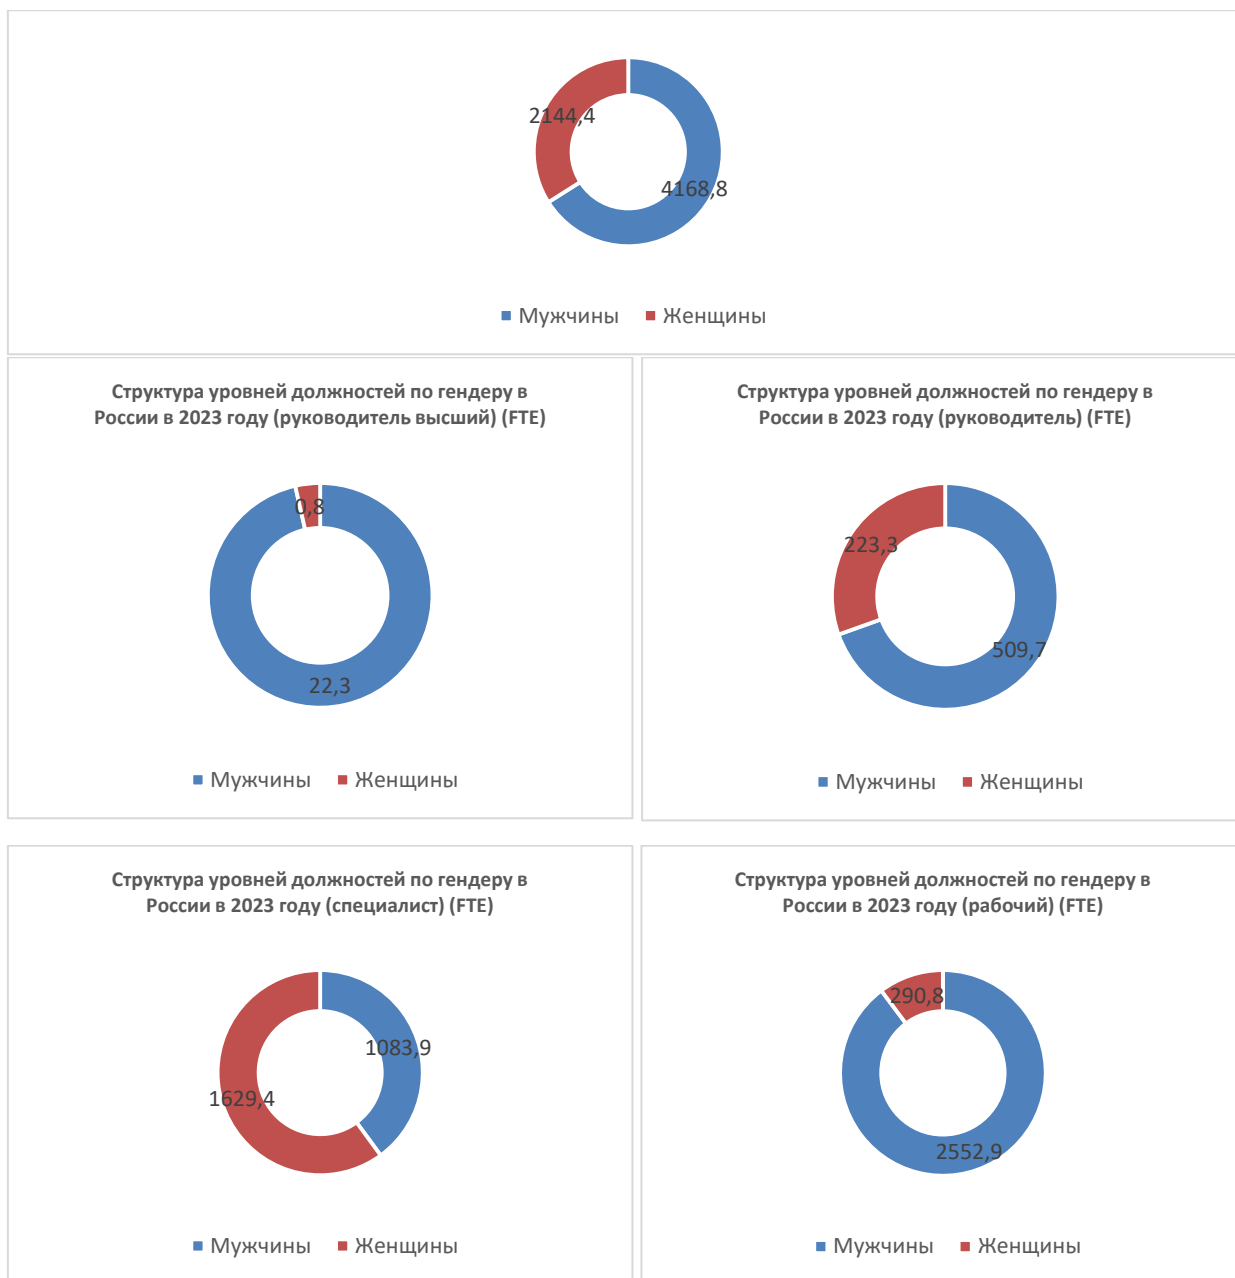 2144,4
4168,8
Мужчины Женщины
Структура уровней должностей по гендеру в
России в 2023 году (руководитель высший) (FTE)
0,8
22,3
Мужчины Женщины
Структура уровней должностей по гендеру в
России в 2023 году (руководитель) (FTE)
223,3
509,7
Мужчины Женщины
Структура уровней должностей по гендеру в
России в 2023 году (специалист) (FTE)
1083,9
1629,4
Мужчины Женщины
Структура уровней должностей по гендеру в
России в 2023 году (рабочий) (FTE)
290,8
2552,9
Мужчины Женщины